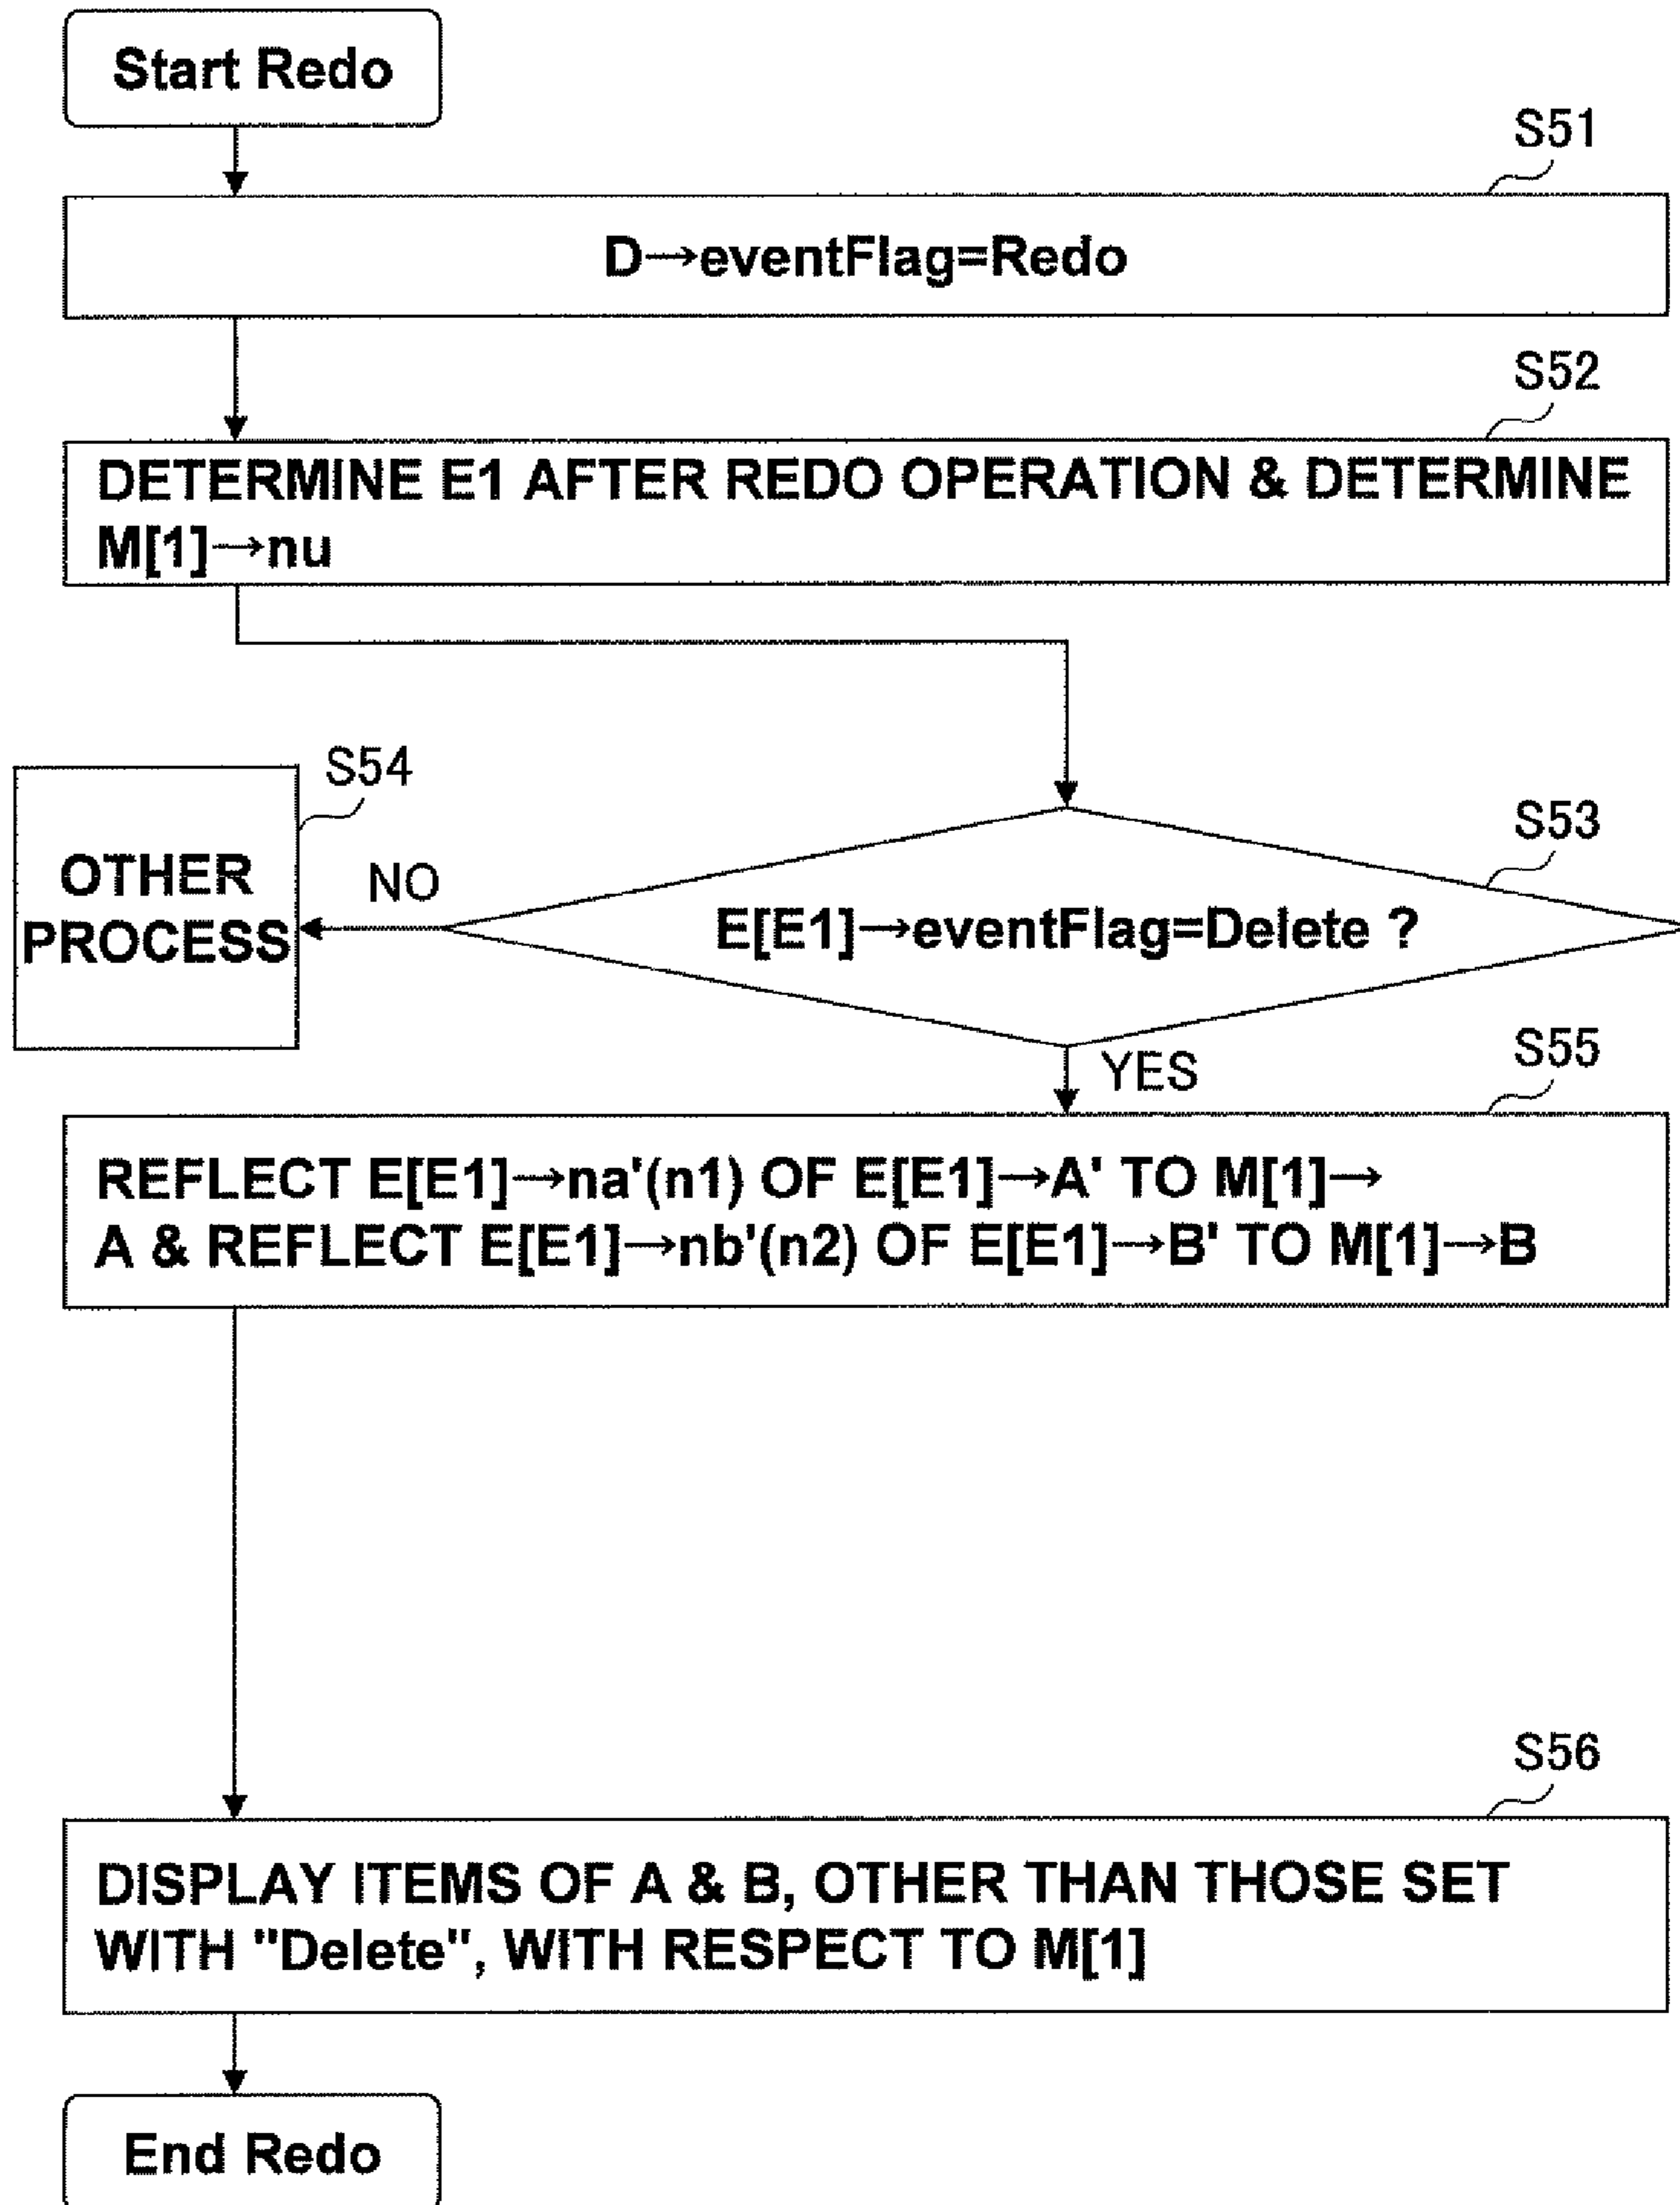 Start Redo
S51
D→eventFlag=Redo
S52
DETERMINE E1 AFTER REDO OPERATION & DETERMINE
M[1]→nu
S54
S53
OTHER
PROCESS
NO
E[E1]→eventFlag=Delete ?
YES
S55
REFLECT E[E1]→na'(n1) OF E[E1]→A' TO M[1]→
A & REFLECT E[E1]→nb'(n2) OF E[E1]→B' TO M[1]→B
S56
DISPLAY ITEMS OF A & B, OTHER THAN THOSE SET
WITH "Delete", WITH RESPECT TO M[1]
End Redo